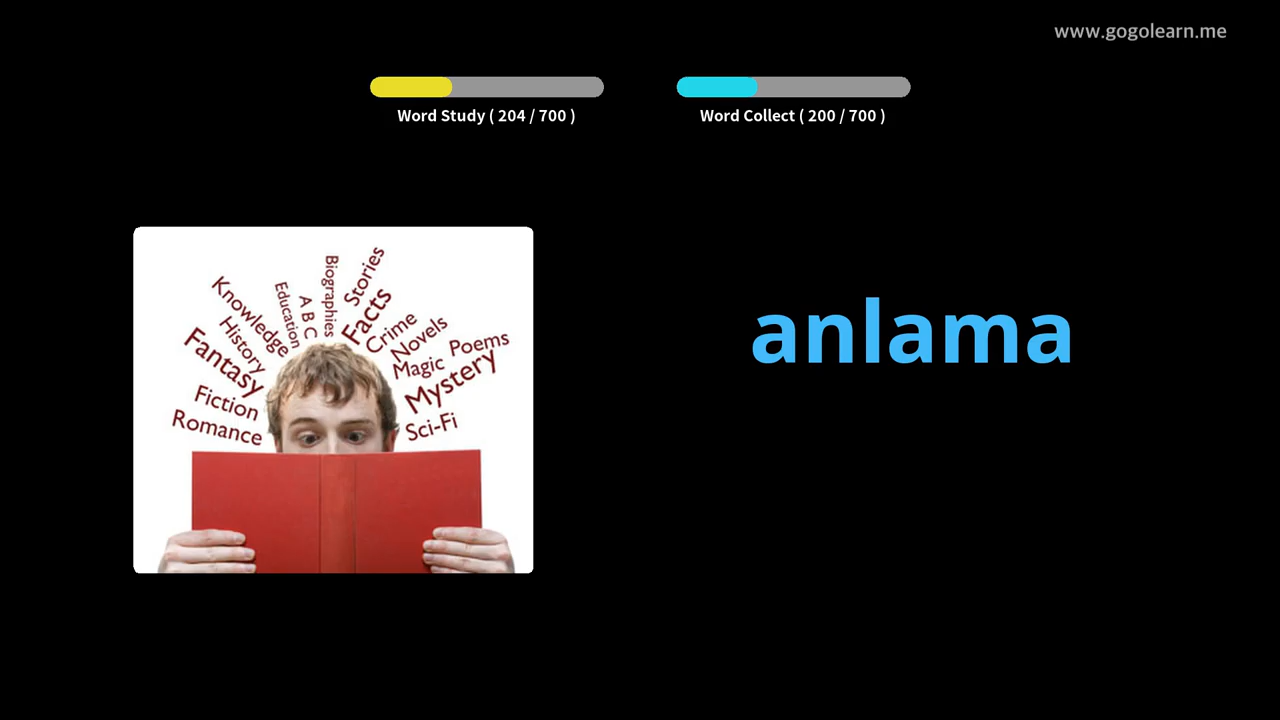 www.gogolearn.me
Word Study ( 204 / 700 )
Word Collect ( 200 / 700 )
anlama
Biographies
Stories
Education
A B C
Facts
Knowledge
Crime
History
Novels
Poems
Fantasy
Magic
Mystery
Fiction
Sci-Fi
Romance